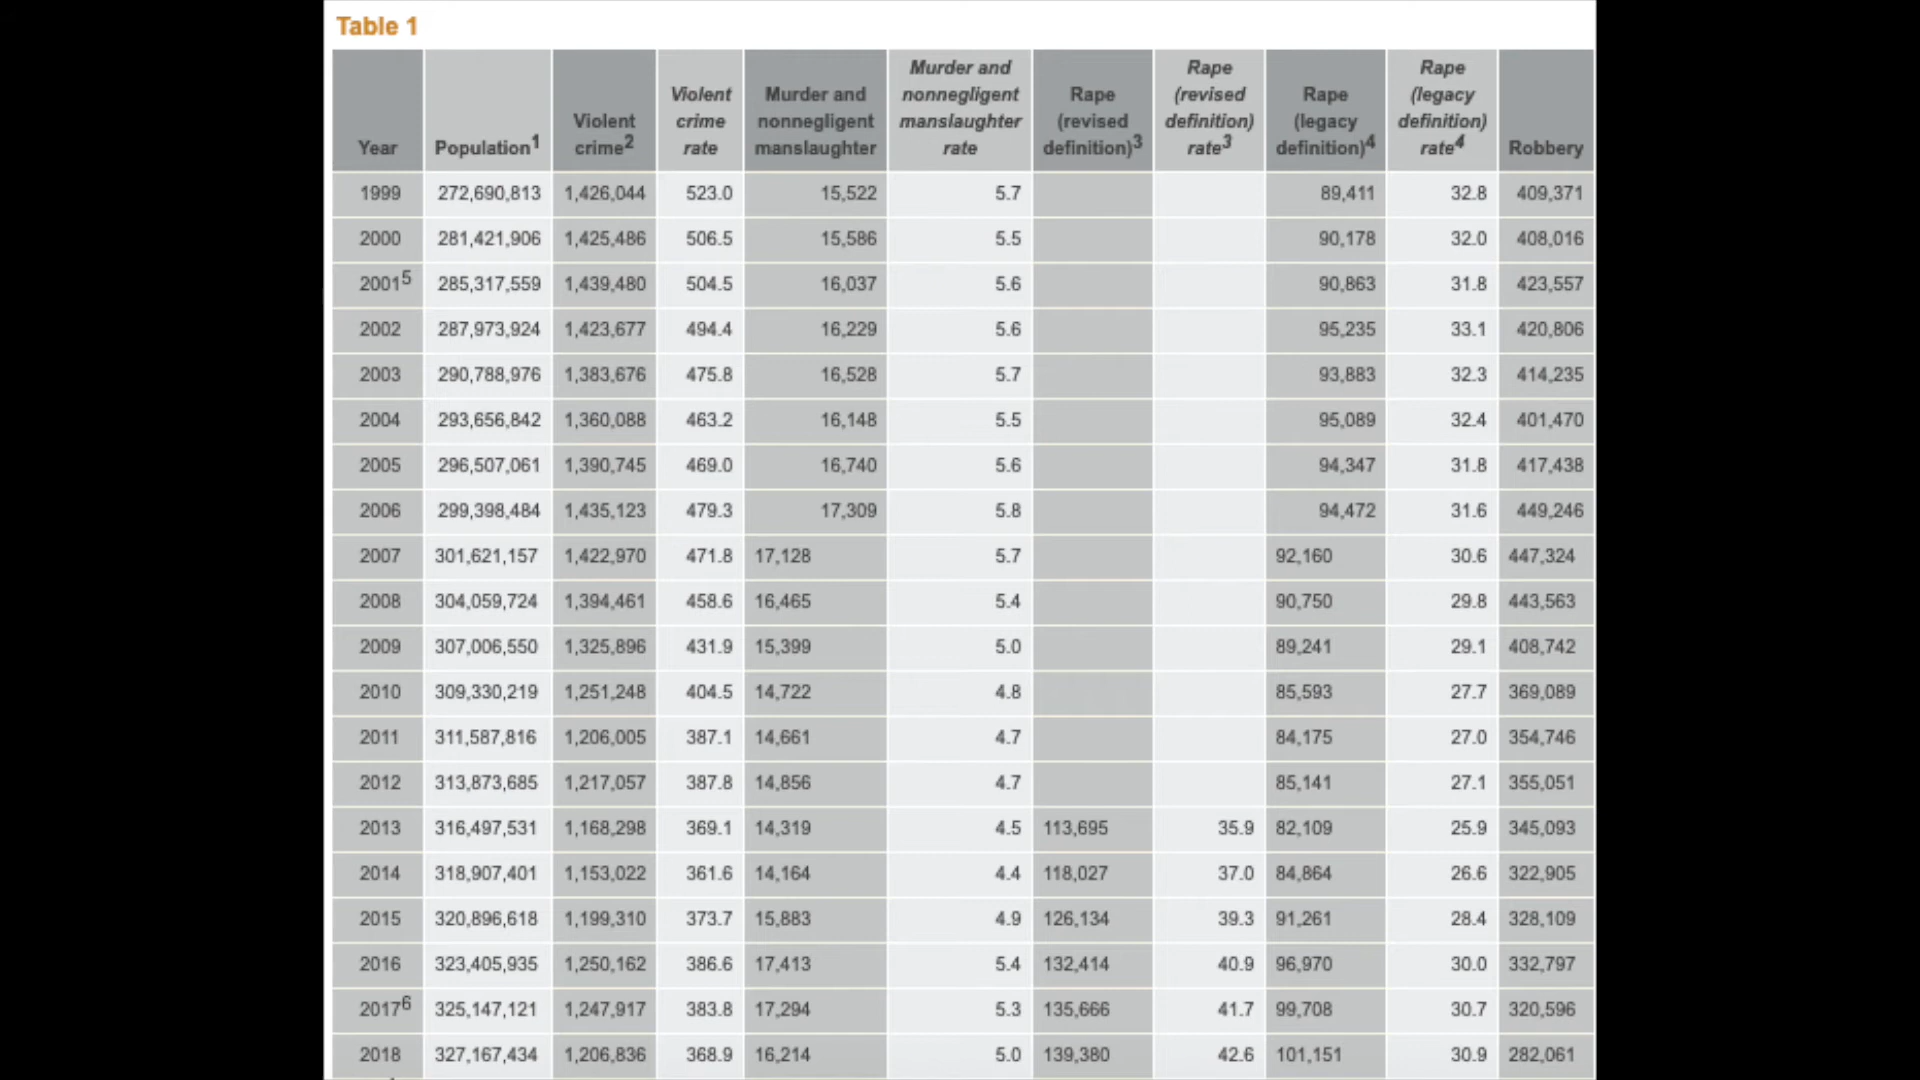 Table 1
Year Population1 Violent crime2 Violent crime rate Murder and nonnegligent manslaughter Murder and nonnegligent manslaughter rate Rape (revised definition)3 Rape (revised definition) rate3 Rape (legacy definition)4 Rape (legacy definition) rate4 Robbery
1999 272,690,813 1,426,044 523.0 15,522 5.7 89,411 32.8 409,371
2000 281,421,906 1,425,486 506.5 15,586 5.5 90,178 32.0 408,016
20015 285,317,559 1,439,480 504.5 16,037 5.6 90,863 31.8 423,557
2002 287,973,924 1,423,677 494.4 16,229 5.6 95,235 33.1 420,806
2003 290,788,976 1,383,676 475.8 16,528 5.7 93,883 32.3 414,235
2004 293,656,842 1,360,088 463.2 16,148 5.5 95,089 32.4 401,470
2005 296,507,061 1,390,745 469.0 16,740 5.6 94,347 31.8 417,438
2006 299,398,484 1,435,123 479.3 17,309 5.8 94,472 31.6 449,246
2007 301,621,157 1,422,970 471.8 17,128 5.7 92,160 30.6 447,324
2008 304,059,724 1,394,461 458.6 16,465 5.4 90,750 29.8 443,563
2009 307,006,550 1,325,896 431.9 15,399 5.0 89,241 29.1 408,742
2010 309,330,219 1,251,248 404.5 14,722 4.8 85,593 27.7 369,089
2011 311,587,816 1,206,005 387.1 14,661 4.7 84,175 27.0 354,746
2012 313,873,685 1,217,057 387.8 14,856 4.7 85,141 27.1 355,051
2013 316,497,531 1,168,298 369.1 14,319 4.5 113,695 35.9 82,109 25.9 345,093
2014 318,907,401 1,153,022 361.6 14,164 4.4 118,027 37.0 84,864 26.6 322,905
2015 320,896,618 1,199,310 373.7 15,883 4.9 126,134 39.3 91,261 28.4 328,109
2016 323,405,935 1,250,162 386.6 17,413 5.4 132,414 40.9 96,970 30.0 332,797
20176 325,147,121 1,247,917 383.8 17,294 5.3 135,666 41.7 99,708 30.7 320,596
2018 327,167,434 1,206,836 368.9 16,214 5.0 139,380 42.6 101,151 30.9 282,061